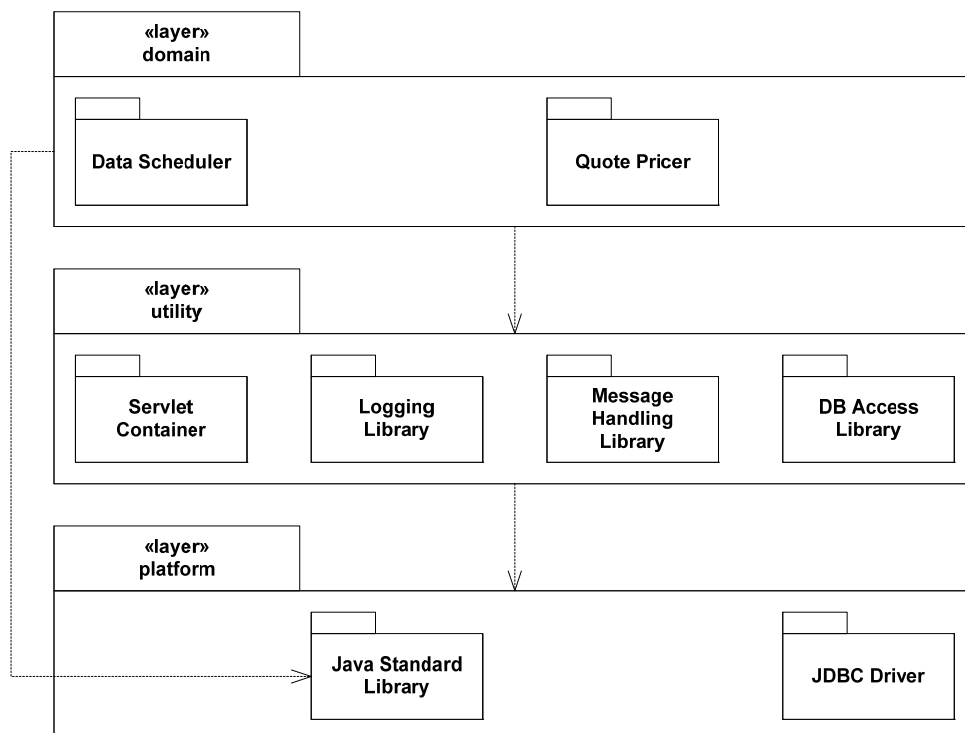 «layer»
domain
Data Scheduler
Quote Pricer
«layer»
utility
Servlet
Container
Logging
Library
Message
Handling
Library
DB Access
Library
«layer»
platform
Java Standard
Library
JDBC Driver